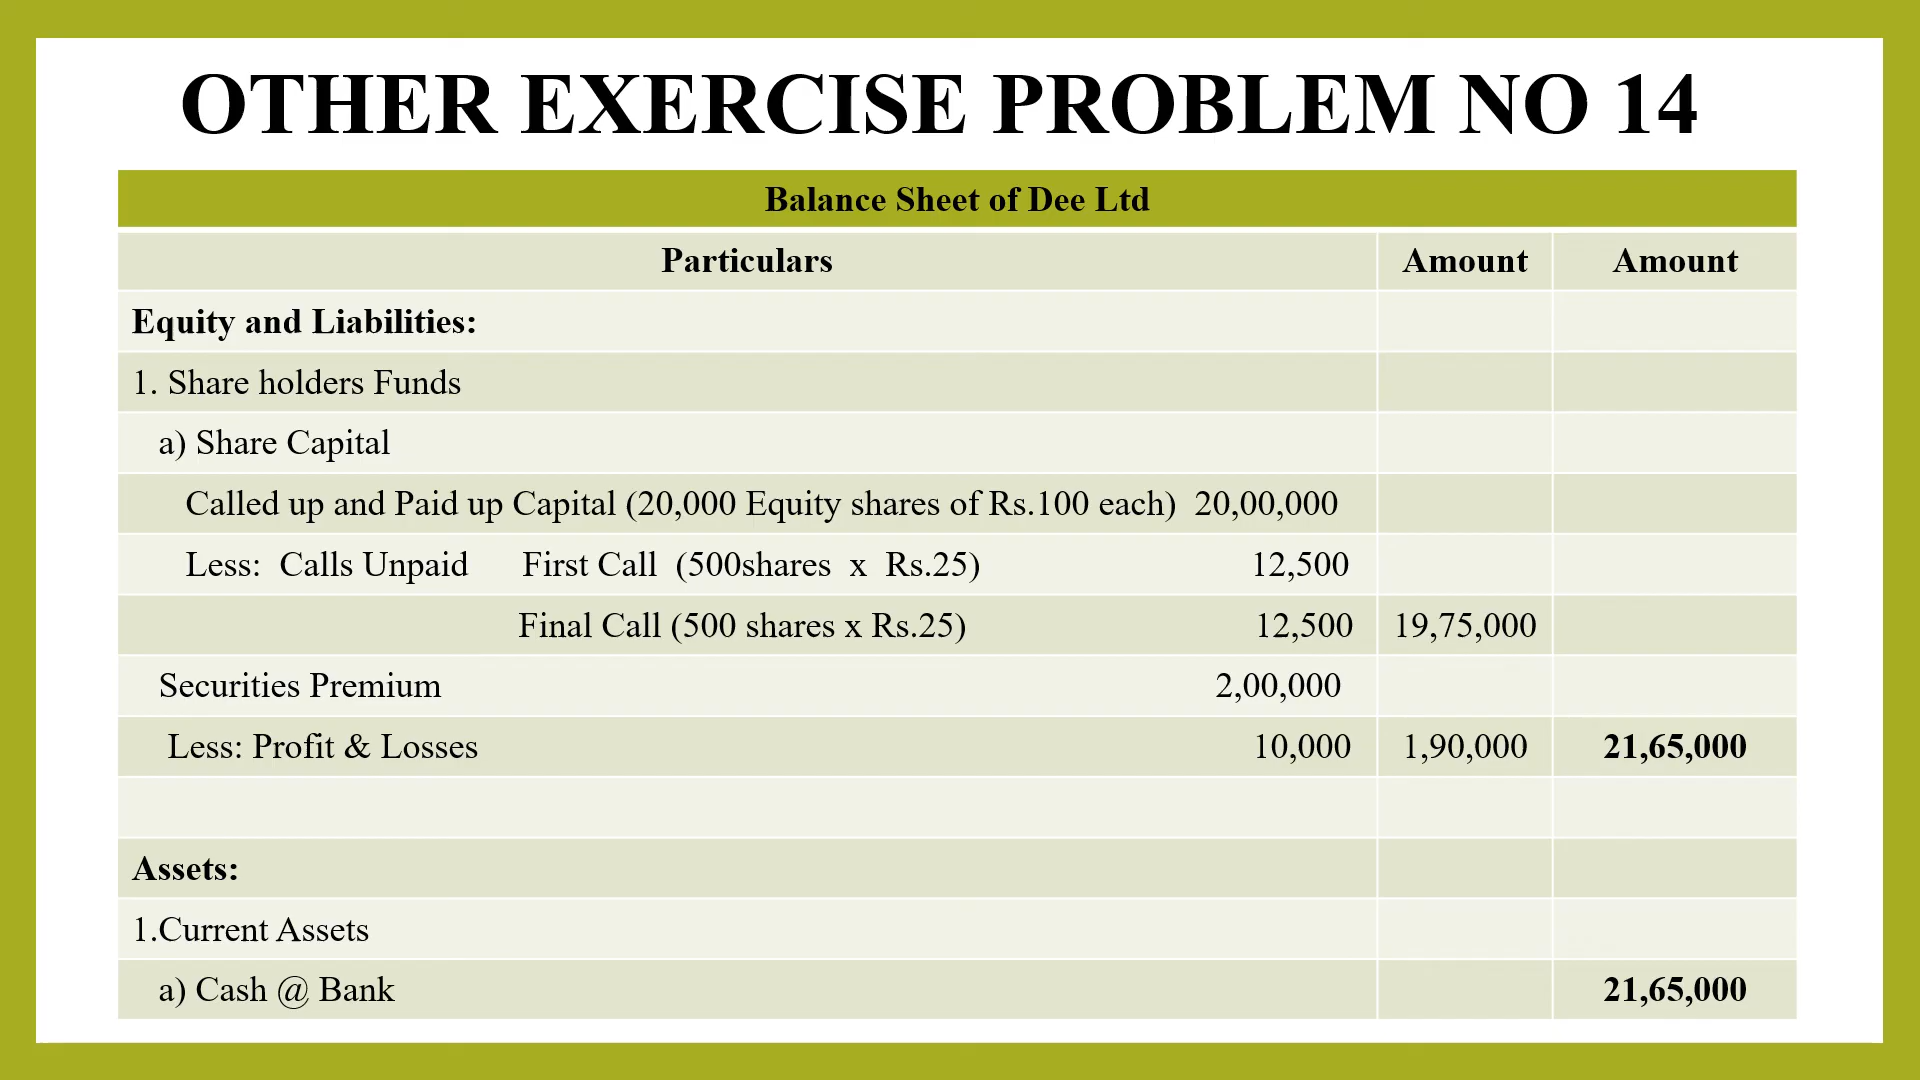 OTHER EXERCISE PROBLEM NO 14
Balance Sheet of Dee Ltd
Particulars Amount Amount
Equity and Liabilities:
1. Share holders Funds
a) Share Capital
Called up and Paid up Capital (20,000 Equity shares of Rs.100 each) 20,00,000
Less: Calls Unpaid First Call (500shares x Rs.25) 12,500
Final Call (500 shares x Rs.25) 12,500 19,75,000
Securities Premium 2,00,000
Less: Profit & Losses 10,000 1,90,000 21,65,000
Assets:
1.Current Assets
a) Cash @ Bank 21,65,000